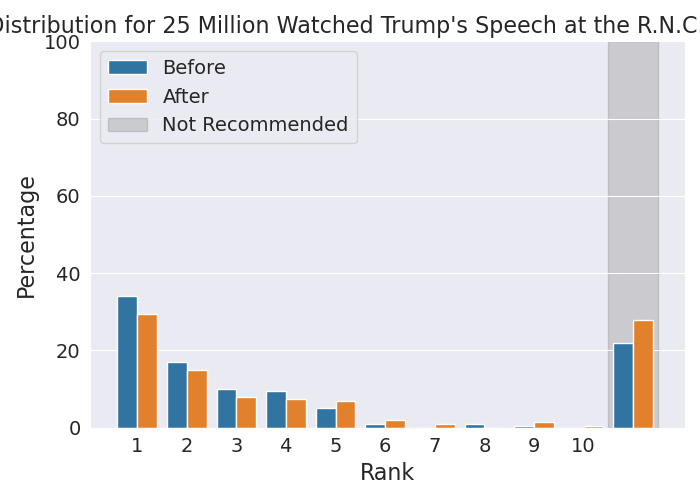 Distribution for 25 Million Watched Trump's Speech at the R.N.C.
100
80
60
40
20
0
Percentage
Before
After
Not Recommended
1 2 3 4 5 6 7 8 9 10
Rank